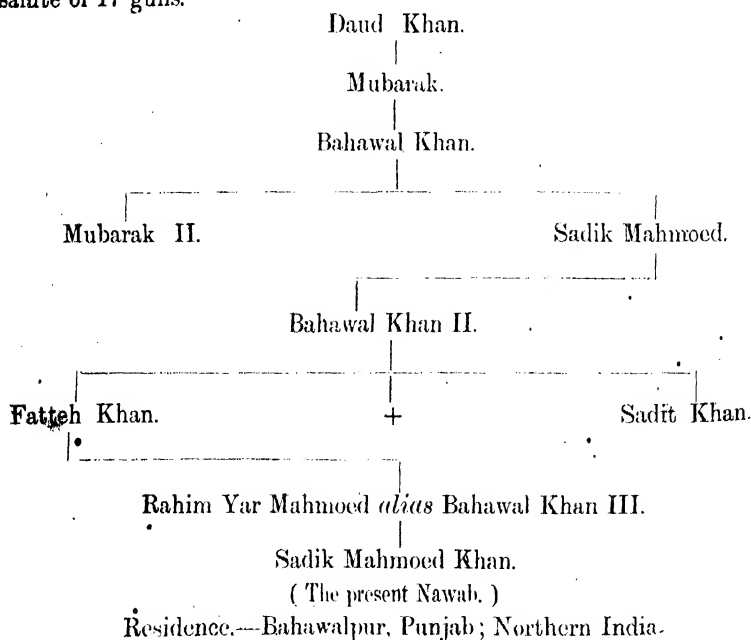 salute of 17 guns.
Daud Khan.
Mubarak.
Bahawal Khan.
Mubarak II. Sadik Mahmoed.
Bahawal Khan II.
Fatteh Khan. + Sadit Khan.
Rahim Yar Mahmoed alias Bahawal Khan III.
Sadik Mahmoed Khan.
( The present Nawab. )
Residence.—Bahawalpur, Punjab; Northern India.